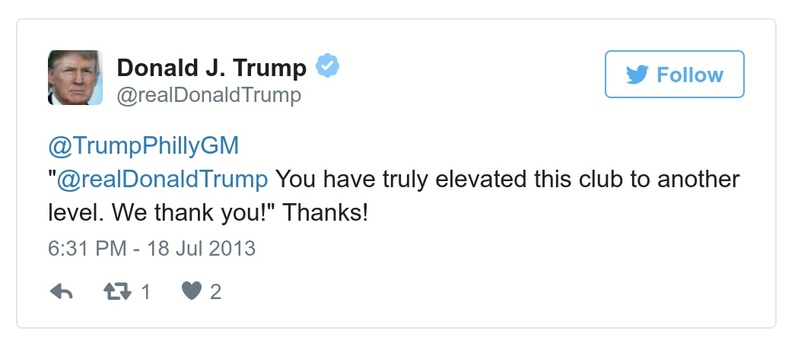 Donald J. Trump
@realDonaldTrump
Follow
@TrumpPhillyGM
"@realDonaldTrump You have truly elevated this club to another
level. We thank you!" Thanks!
6:31 PM - 18 Jul 2013
1 2